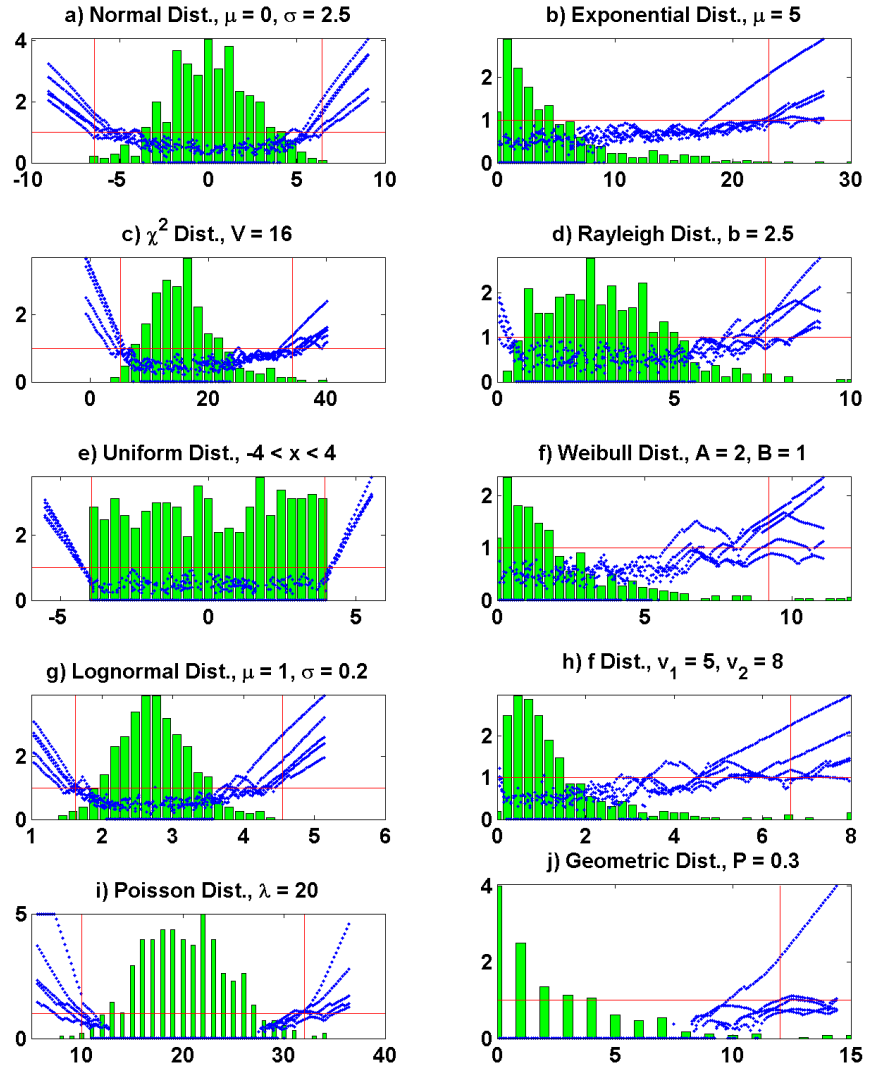 a) Normal Dist., μ = 0, σ = 2.5
4
2
0
-10 -5 0 5 10
b) Exponential Dist., μ = 5
2
1
0
0 10 20 30
c) χ² Dist., V = 16
2
1
0
0 20 40
d) Rayleigh Dist., b = 2.5
2
1
0
0 5 10
e) Uniform Dist., -4 < x < 4
2
0
-5 0 5
f) Weibull Dist., A = 2, B = 1
2
1
0
0 5 10
g) Lognormal Dist., μ = 1, σ = 0.2
2
0
1 2 3 4 5 6
h) f Dist., v₁ = 5, v₂ = 8
3
2
1
0
0 2 4 6 8
i) Poisson Dist., λ = 20
5
0
10 20 30 40
j) Geometric Dist., P = 0.3
4
2
0
0 5 10 15